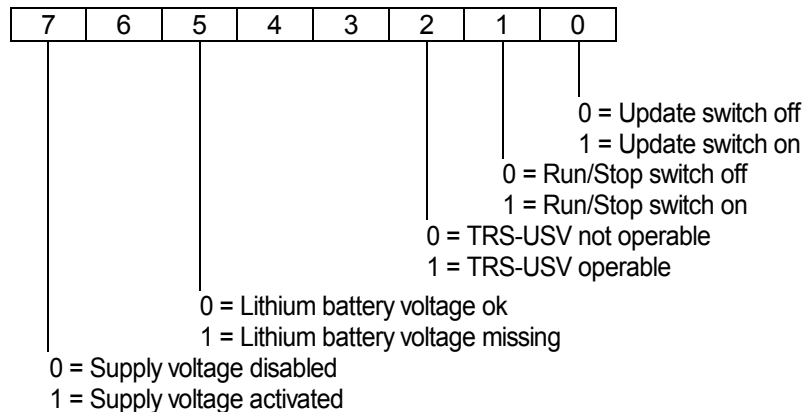 7 6 5 4 3 2 1 0
0 = Update switch off
1 = Update switch on
0 = Run/Stop switch off
1 = Run/Stop switch on
0 = TRS-USV not operable
1 = TRS-USV operable
0 = Lithium battery voltage ok
1 = Lithium battery voltage missing
0 = Supply voltage disabled
1 = Supply voltage activated